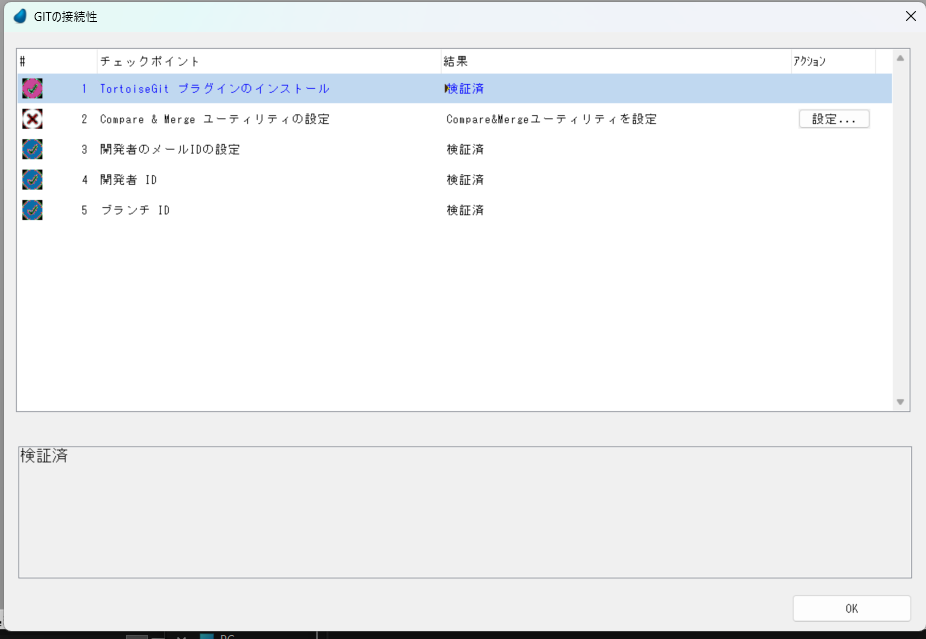 GITの接続性
# チェックポイント 結果 アクション
1 TortoiseGit プラグインのインストール 検証済
2 Compare & Merge ユーティリティの設定 Compare&Mergeユーティリティを設定 設定...
3 開発者のメールIDの設定 検証済
4 開発者 ID 検証済
5 ブランチ ID 検証済
検証済
OK